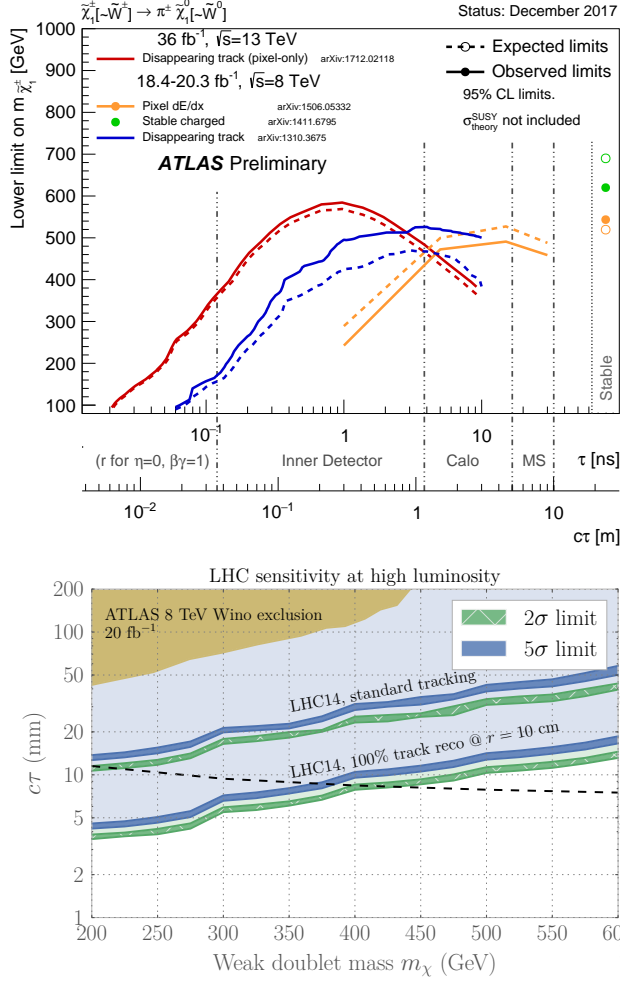 χ̃₁±[~W̃±] → π± χ̃₁⁰[~W̃⁰]
Status: December 2017
36 fb⁻¹, √s=13 TeV
Disappearing track (pixel-only) arXiv:1712.02118
18.4-20.3 fb⁻¹, √s=8 TeV
Pixel dE/dx arXiv:1506.05332
Stable charged arXiv:1411.6795
Disappearing track arXiv:1310.3675
ATLAS Preliminary
Expected limits
Observed limits
95% CL limits.
σ^SUSY_theory not included
Lower limit on m χ̃₁± [GeV]
1000
900
800
700
600
500
400
300
200
100
Stable
10⁻¹ 1 10
τ [ns]
(r for η=0, βγ=1) Inner Detector Calo MS
10⁻² 10⁻¹ 1 10
cτ [m]
LHC sensitivity at high luminosity
ATLAS 8 TeV Wino exclusion
20 fb⁻¹
2σ limit
5σ limit
LHC14, standard tracking
LHC14, 100% track reco @ r = 10 cm
cτ (mm)
200
100
50
20
10
5
2
1
200 250 300 350 400 450 500 550 600
Weak doublet mass mχ (GeV)